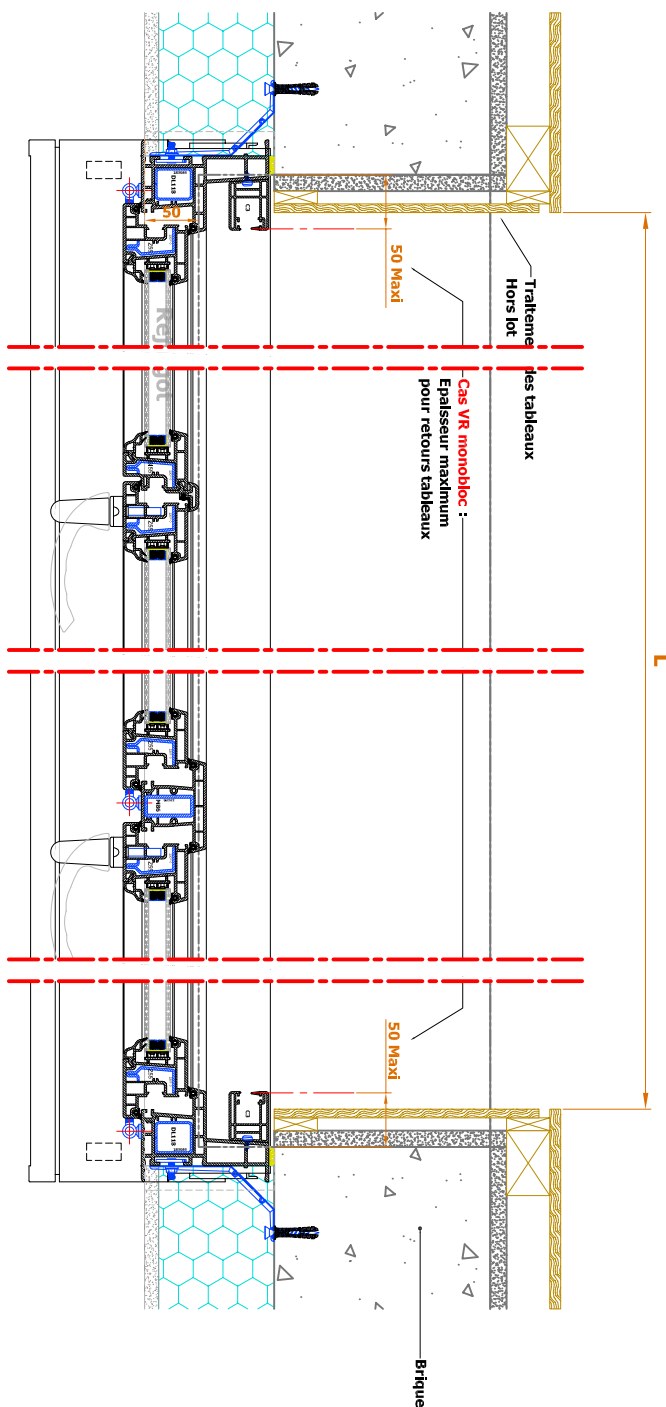 L
Traitement des tableaux
Hors lot
50 Maxi
Cas VR monobloc :
Epaisseur maximum
pour retours tableaux
50
DL118
M86
50 Maxi
DL118
Brique